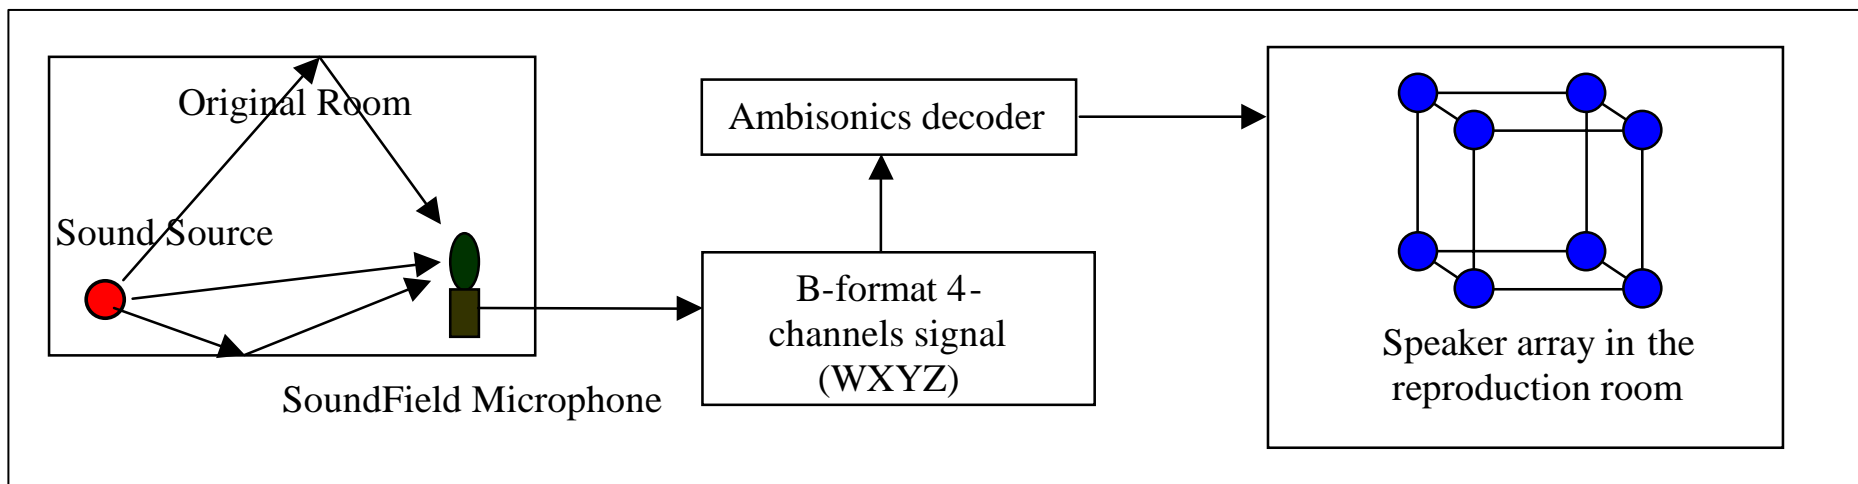 Original Room
Sound Source
SoundField Microphone
Ambisonics decoder
B-format 4-
channels signal
(WXYZ)
Speaker array in the
reproduction room